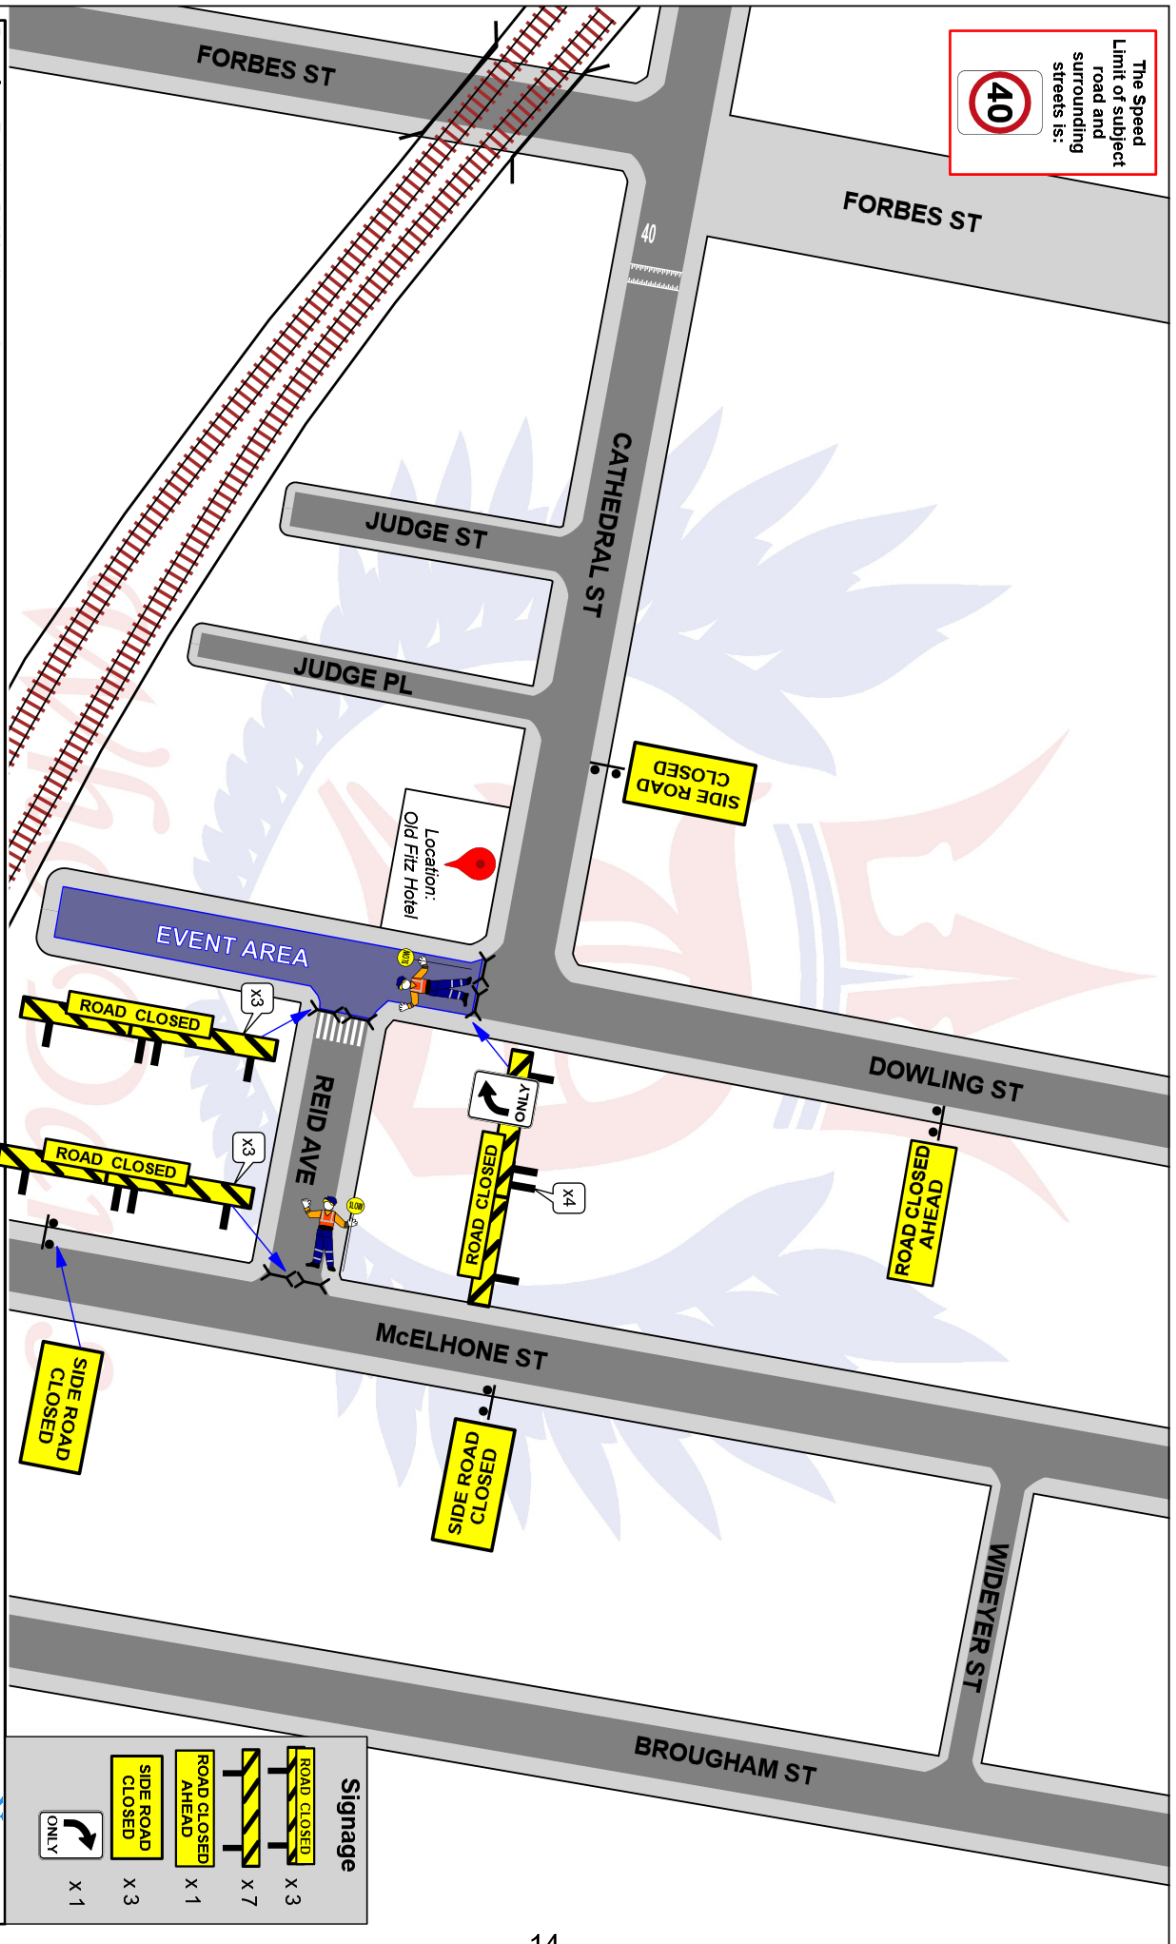 The Speed
Limit of subject
road and
surrounding
streets is:
40
FORBES ST
FORBES ST
40
CATHEDRAL ST
JUDGE ST
JUDGE PL
SIDE ROAD
CLOSED
Location:
Old Fitz Hotel
EVENT AREA
SLOW
ROAD CLOSED
x3
REID AVE
ONLY
ROAD CLOSED
x4
DOWLING ST
ROAD CLOSED
AHEAD
ROAD CLOSED
x3
SLOW
McELHONE ST
SIDE ROAD
CLOSED
SIDE ROAD
CLOSED
WIDEYER ST
BROUGHAM ST
Signage
ROAD CLOSED
x 3
x 7
ROAD CLOSED
AHEAD
x 1
SIDE ROAD
CLOSED
x 3
ONLY
x 1
14